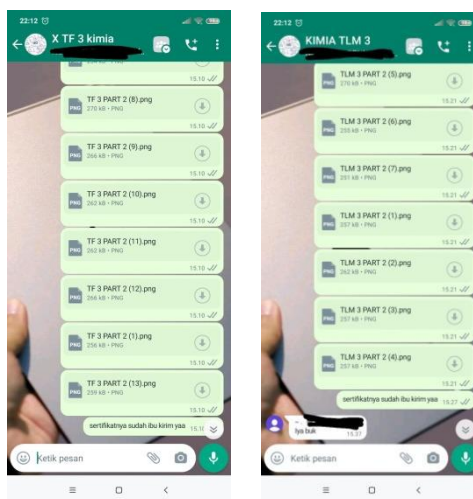 22:12
X TF 3 kimia
15.10
TF 3 PART 2 (8).png
270 kB • PNG
15.10
TF 3 PART 2 (9).png
266 kB • PNG
15.10
TF 3 PART 2 (10).png
262 kB • PNG
15.10
TF 3 PART 2 (11).png
262 kB • PNG
15.10
TF 3 PART 2 (12).png
266 kB • PNG
15.10
TF 3 PART 2 (1).png
256 kB • PNG
15.10
TF 3 PART 2 (13).png
259 kB • PNG
15.10
sertifikatnya sudah ibu kirim yaa
Ketik pesan
22:12
KIMIA TLM 3
TLM 3 PART 2 (5).png
270 kB • PNG
15.21
TLM 3 PART 2 (6).png
255 kB • PNG
15.21
TLM 3 PART 2 (7).png
251 kB • PNG
15.21
TLM 3 PART 2 (1).png
257 kB • PNG
15.21
TLM 3 PART 2 (2).png
262 kB • PNG
15.21
TLM 3 PART 2 (3).png
257 kB • PNG
15.21
TLM 3 PART 2 (4).png
257 kB • PNG
15.21
sertifikatnya sudah ibu kirim yaa 15.27
Iya buk 15.37
Ketik pesan